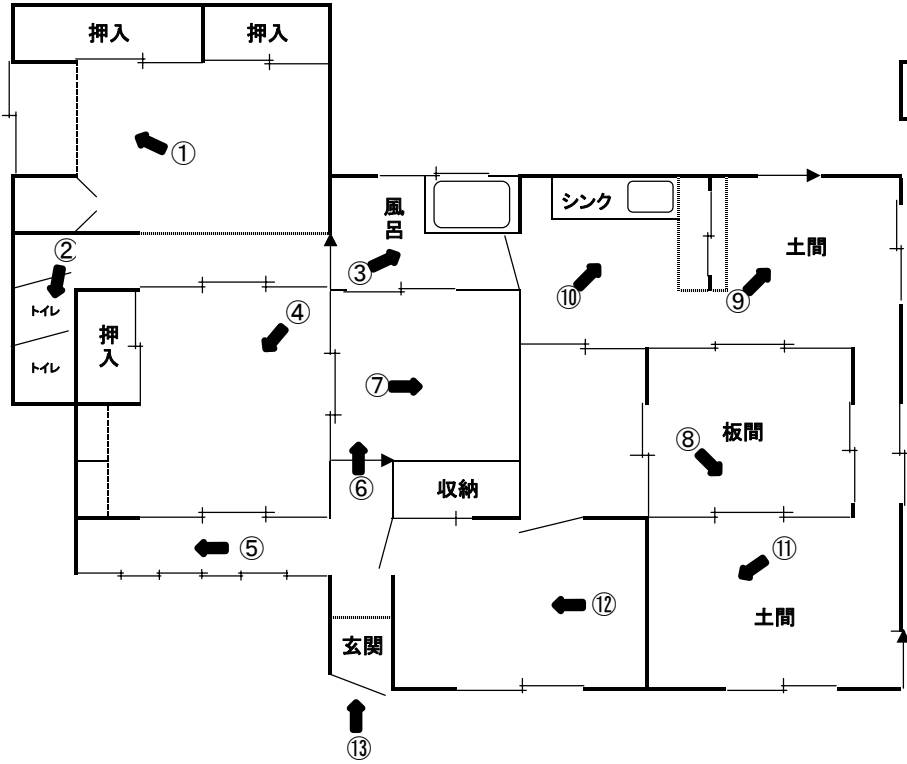 押入
押入
①
風呂
シンク
土間
②
③
⑩
⑨
トイレ
④
押入
トイレ
⑦
⑧
板間
⑥
収納
⑤
⑪
⑫
土間
玄関
⑬